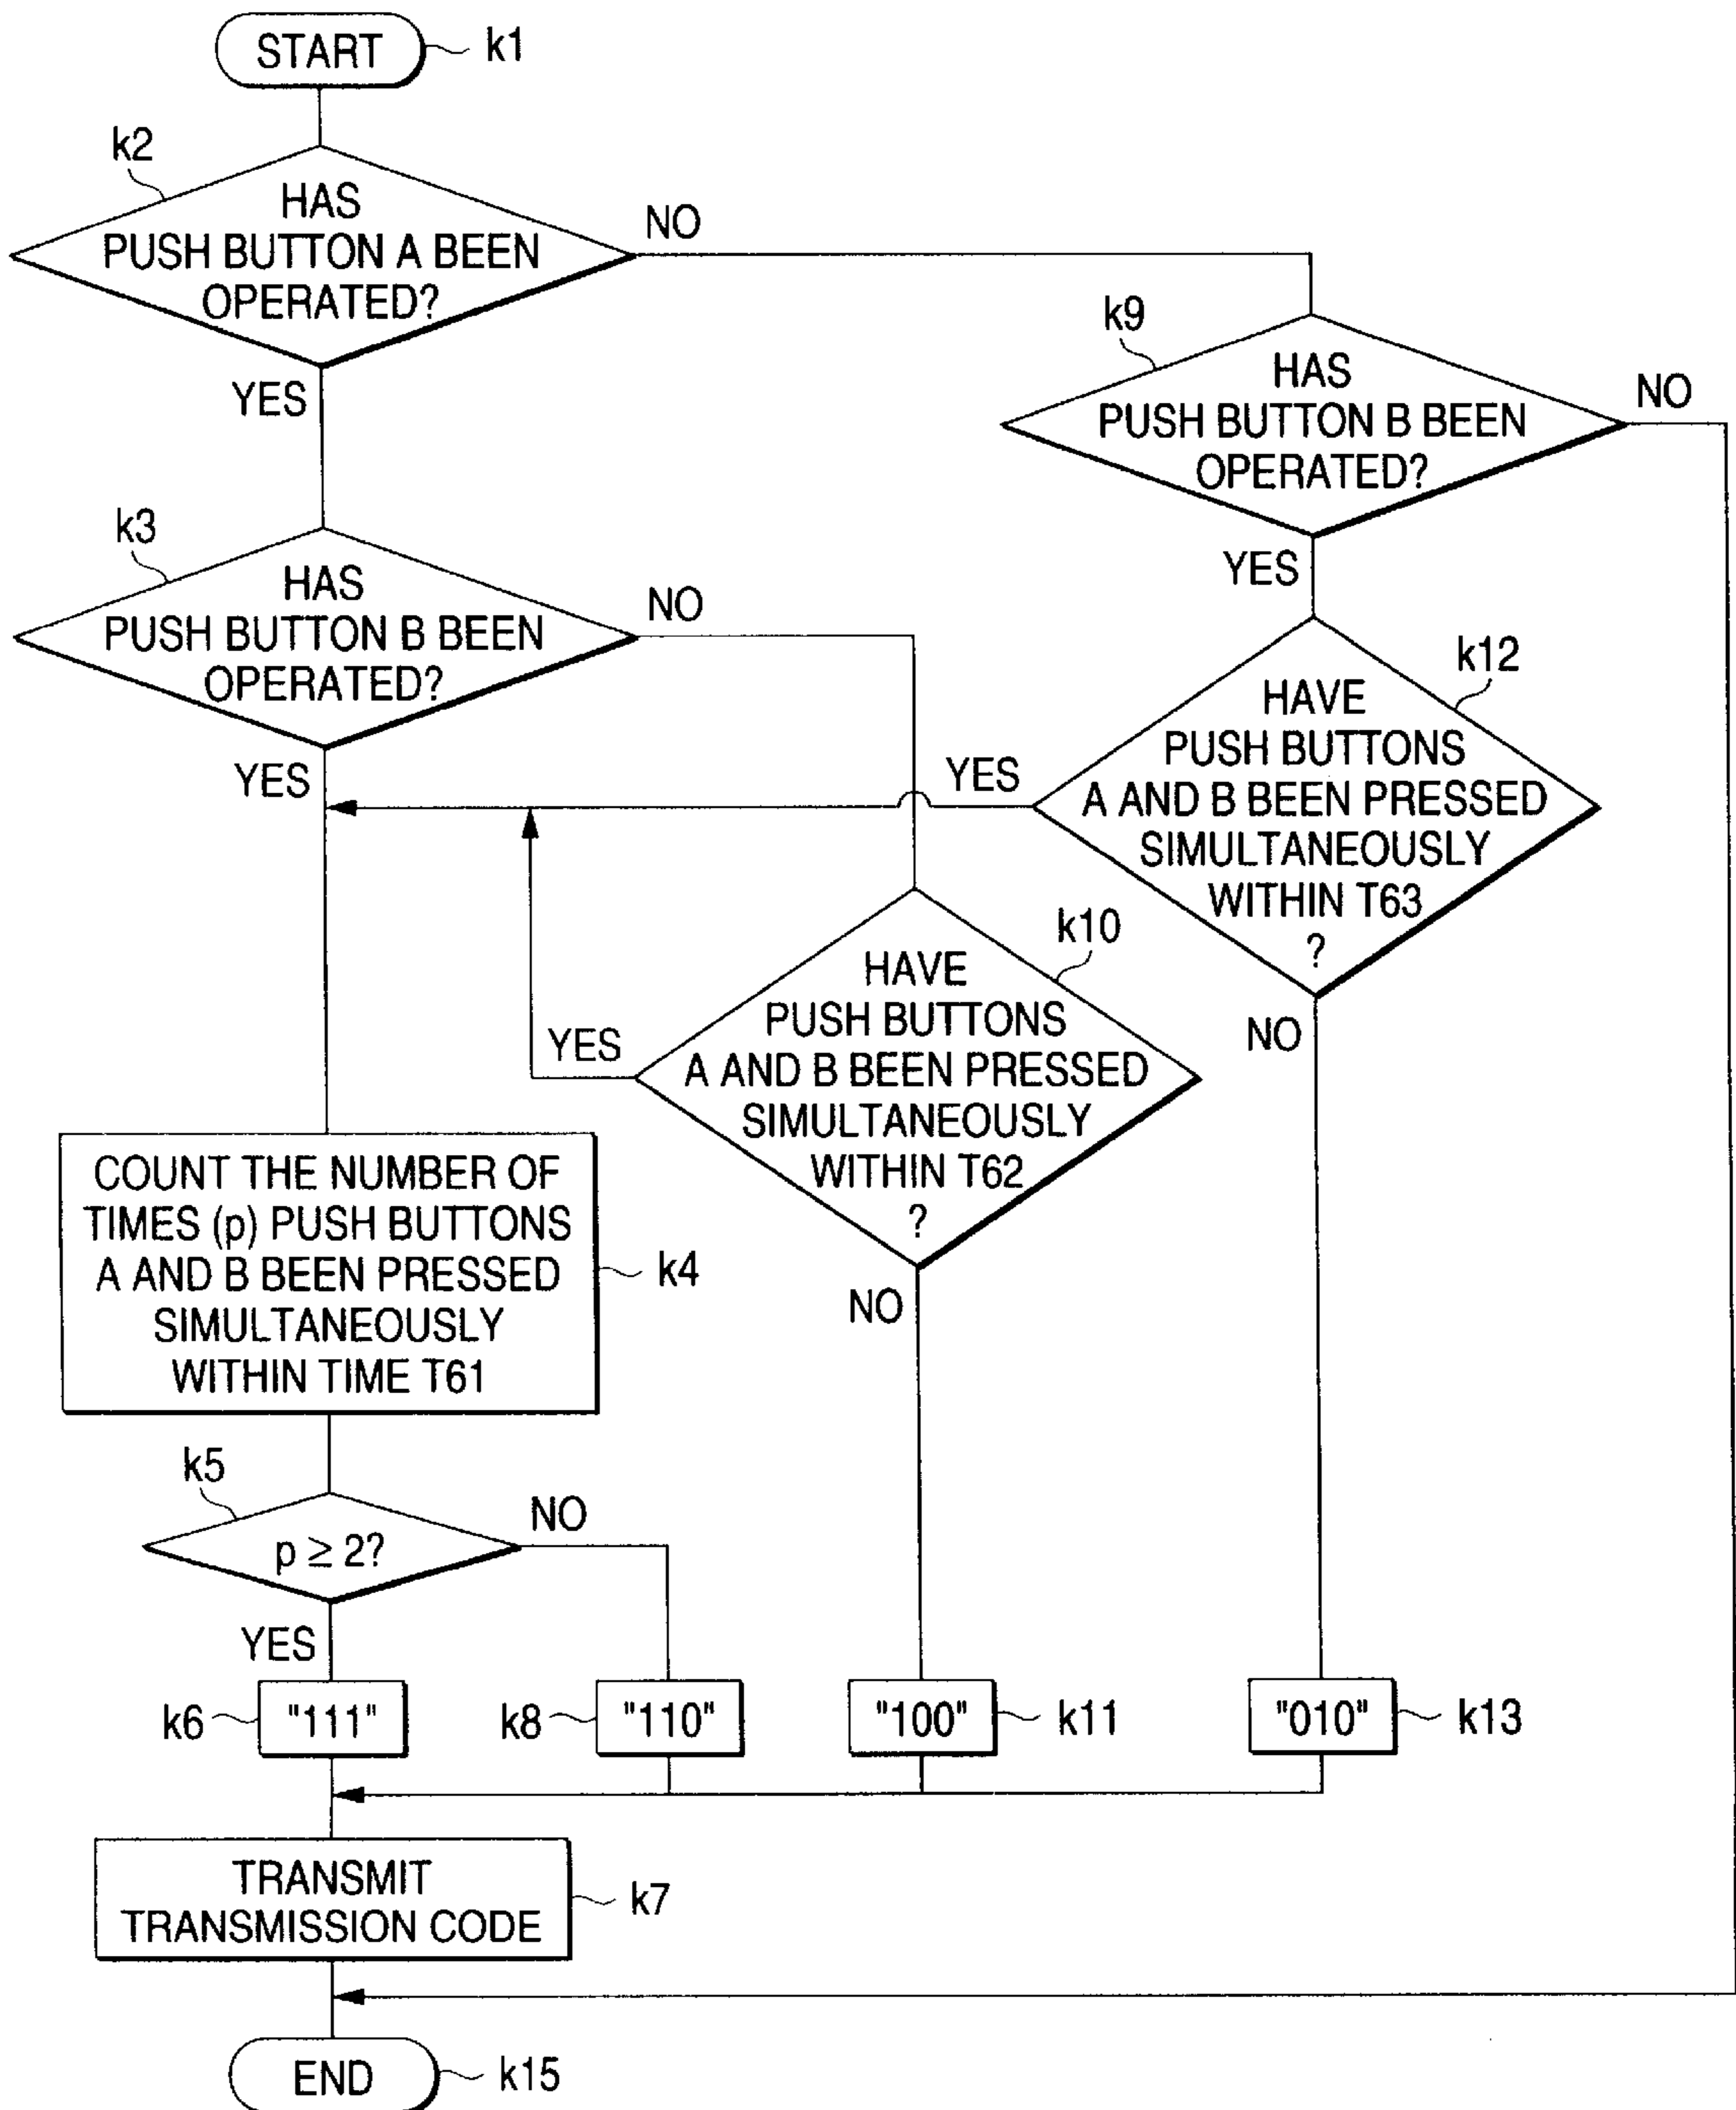 START
k1
k2
HAS
PUSH BUTTON A BEEN
OPERATED?
NO
YES
k9
HAS
PUSH BUTTON B BEEN
OPERATED?
NO
YES
k3
HAS
PUSH BUTTON B BEEN
OPERATED?
NO
YES
k12
HAVE
PUSH BUTTONS
A AND B BEEN PRESSED
SIMULTANEOUSLY
WITHIN T63
?
YES
NO
k10
HAVE
PUSH BUTTONS
A AND B BEEN PRESSED
SIMULTANEOUSLY
WITHIN T62
?
YES
NO
COUNT THE NUMBER OF
TIMES (p) PUSH BUTTONS
A AND B BEEN PRESSED
SIMULTANEOUSLY
WITHIN TIME T61
k4
k5
p ≥ 2?
NO
YES
k6
"111"
k8
"110"
"100"
k11
"010"
k13
TRANSMIT
TRANSMISSION CODE
k7
END
k15